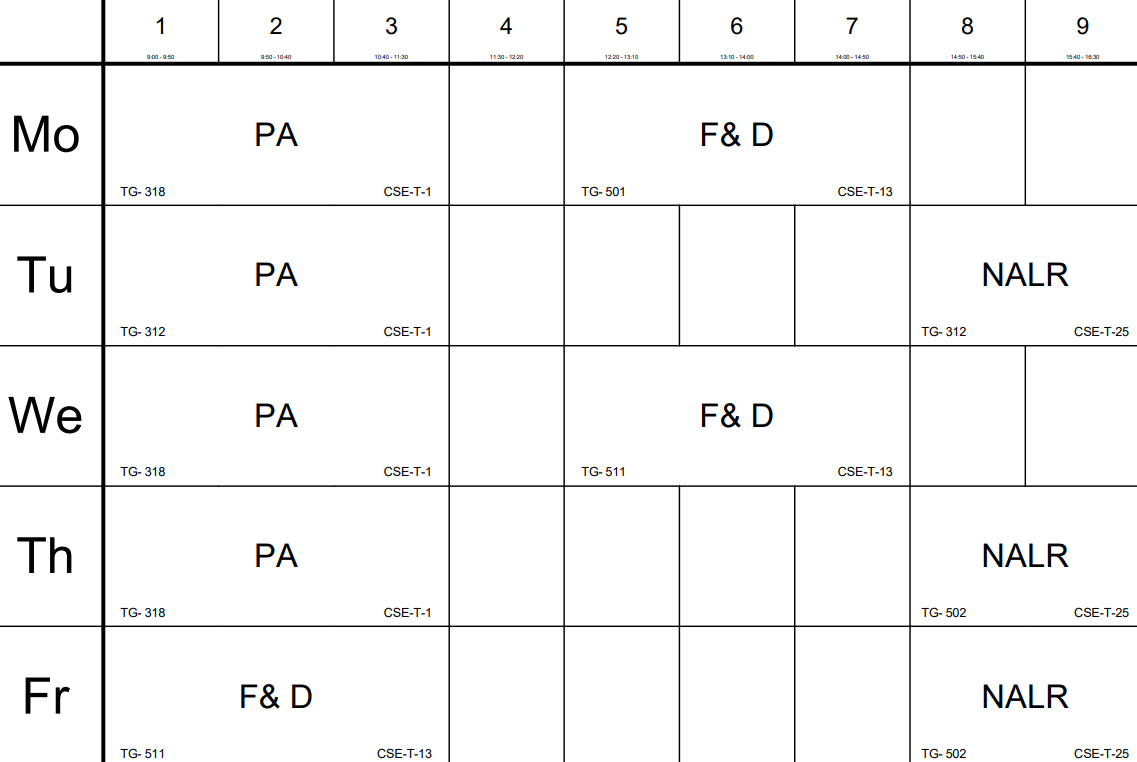 1 2 3 4 5 6 7 8 9
9:00 - 9:50 9:50 - 10:40 10:40 - 11:30 11:30 - 12:20 12:20 - 13:10 13:10 - 14:00 14:00 - 14:50 14:50 - 15:40 15:40 - 16:30
Mo PA F& D
TG- 318 CSE-T-1 TG- 501 CSE-T-13
Tu PA NALR
TG- 312 CSE-T-1 TG- 312 CSE-T-25
We PA F& D
TG- 318 CSE-T-1 TG- 511 CSE-T-13
Th PA NALR
TG- 318 CSE-T-1 TG- 502 CSE-T-25
Fr F& D NALR
TG- 511 CSE-T-13 TG- 502 CSE-T-25